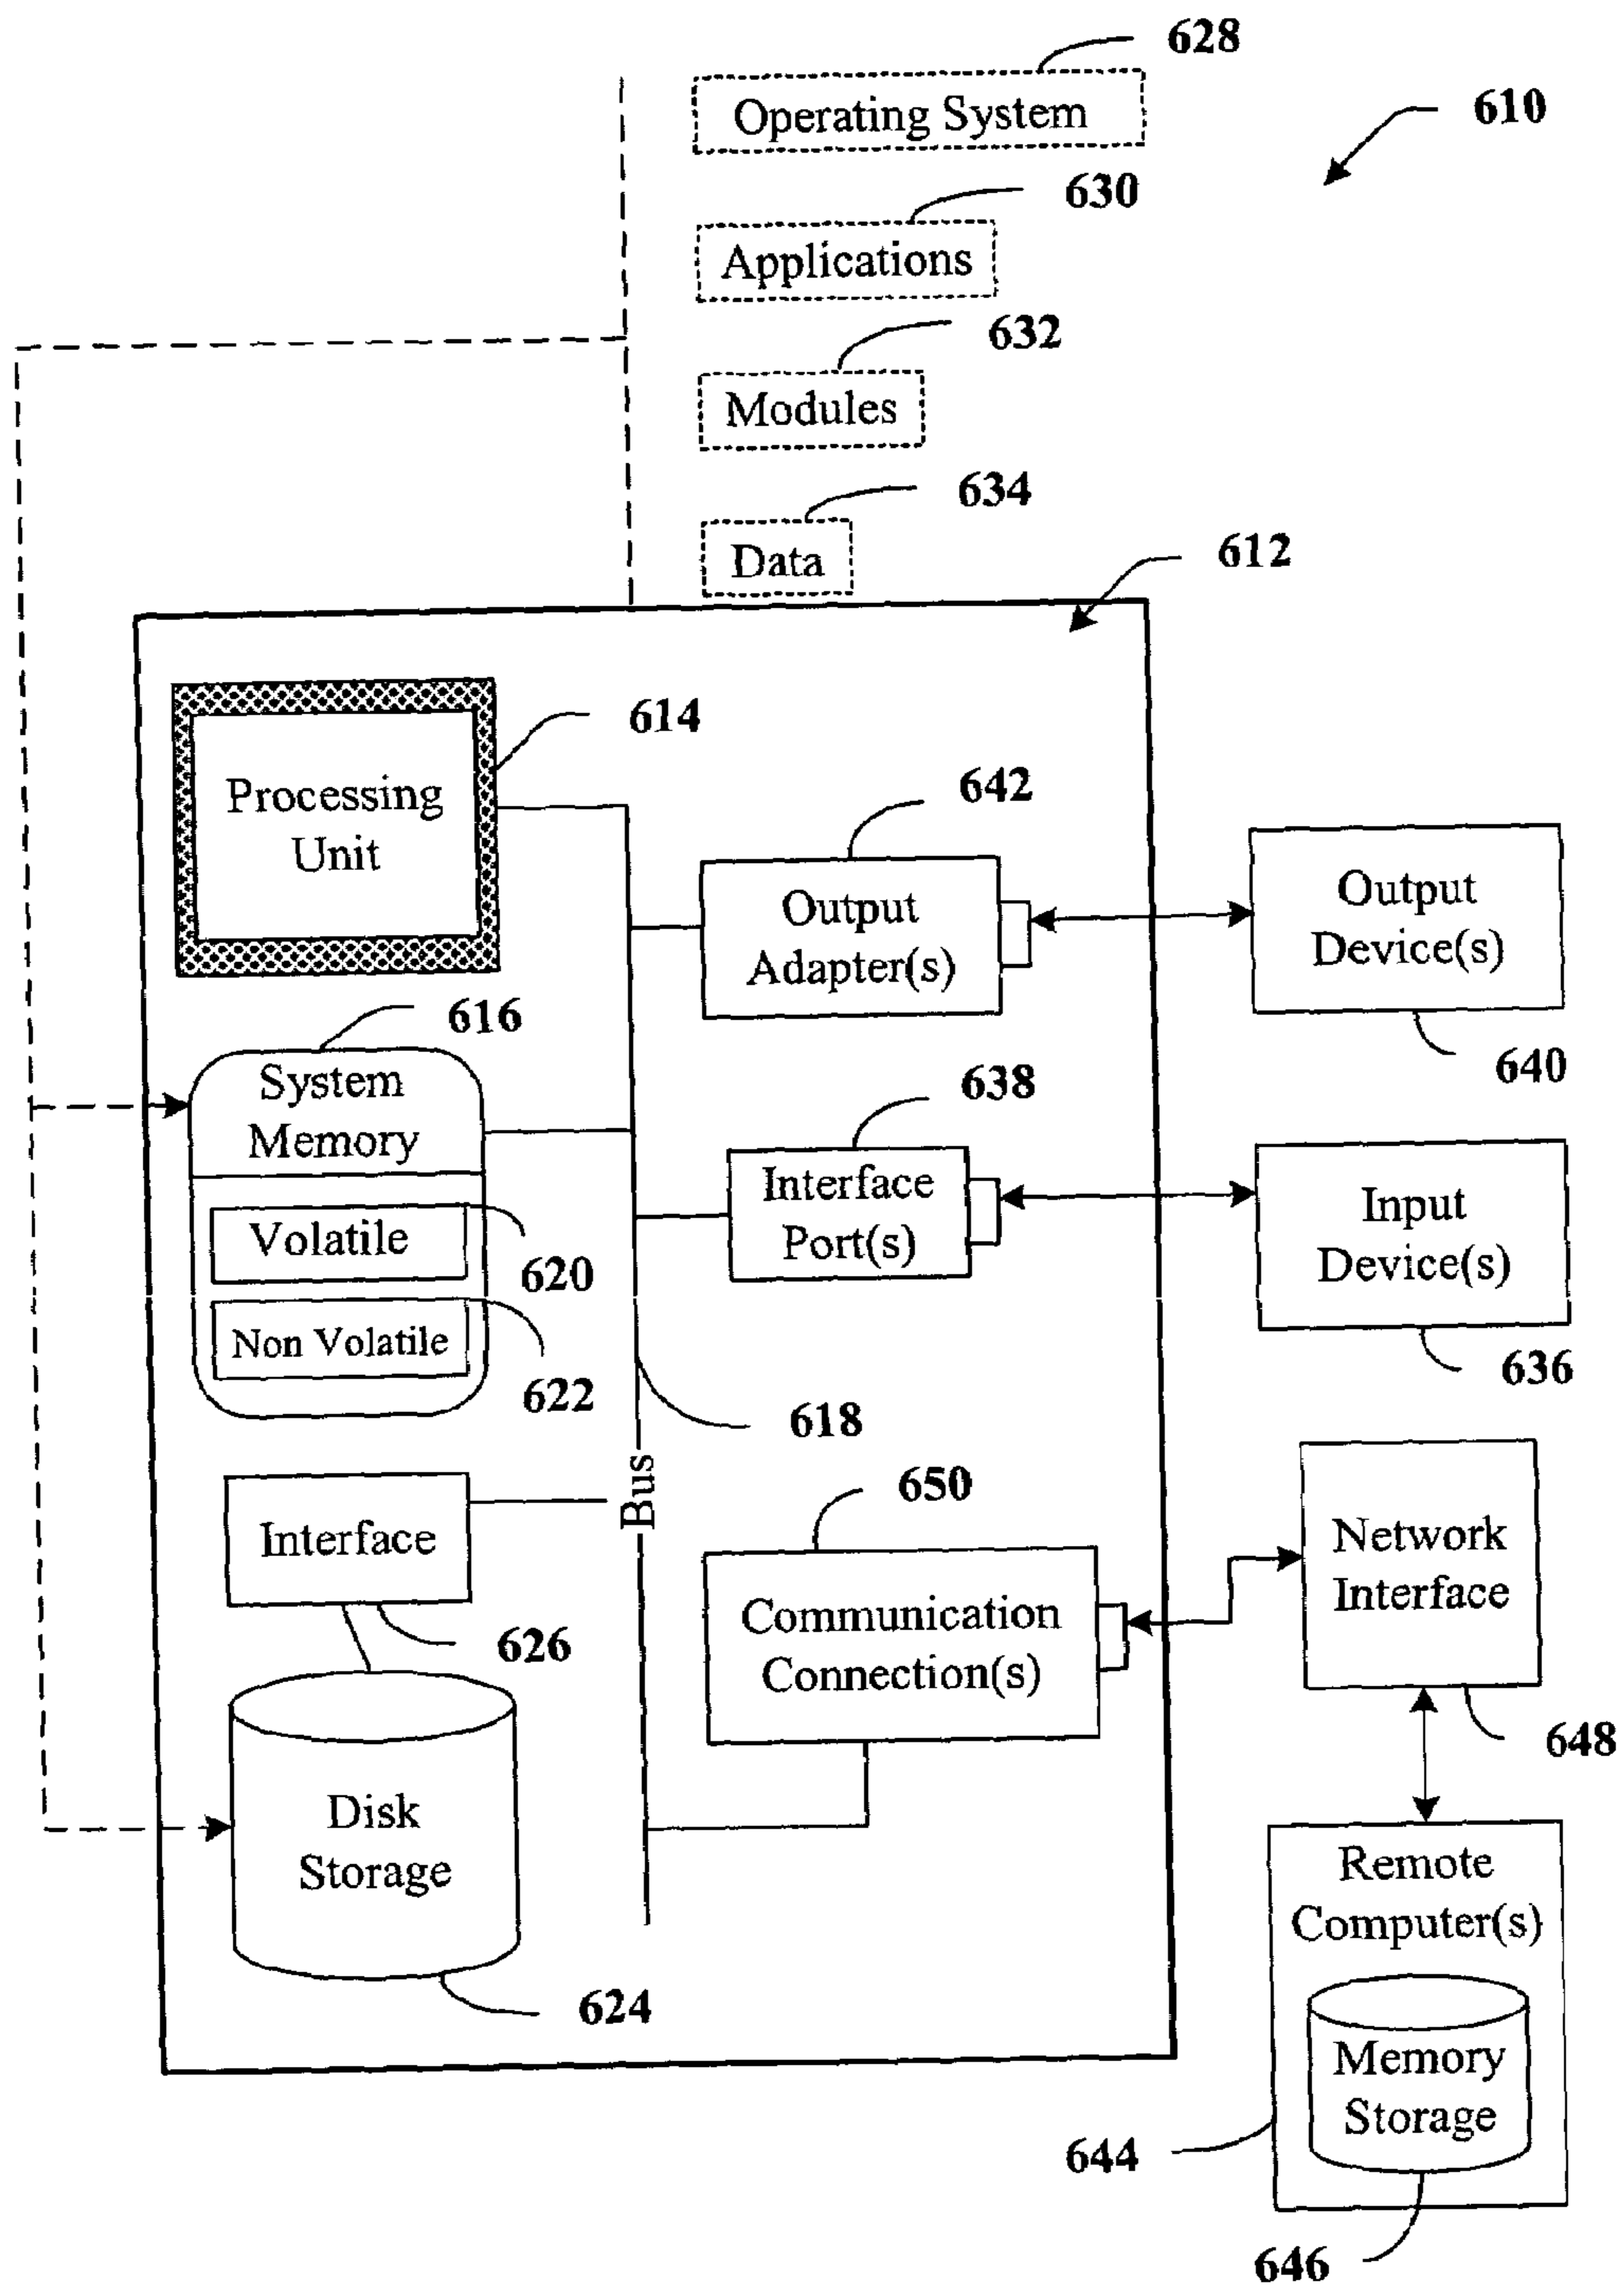 628
Operating System
610
630
Applications
632
Modules
634
Data
612
614
Processing
Unit
642
Output
Adapter(s)
Output
Device(s)
640
616
System
Memory
638
Interface
Port(s)
Input
Device(s)
636
Volatile
620
Non Volatile
622
618
Bus
650
Interface
626
Communication
Connection(s)
Network
Interface
648
Disk
Storage
624
Remote
Computer(s)
Memory
Storage
644
646